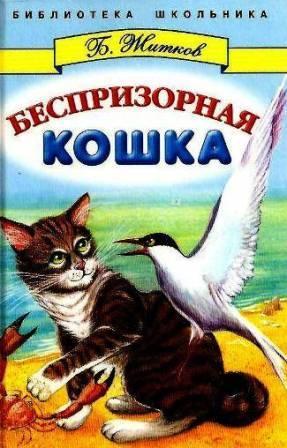 БИБЛИОТЕКА ШКОЛЬНИКА
Б. Житков
БЕСПРИЗОРНАЯ
КОШКА